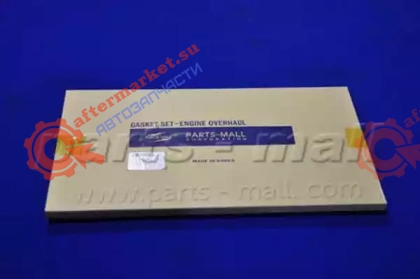 aftermarket.su
АВТОЗАПЧАСТИ
GASKET SET-ENGINE OVERHAUL
PARTS-MALL
CORPORATION
MADE IN KOREA
Parts - mall
www.parts-mall.com